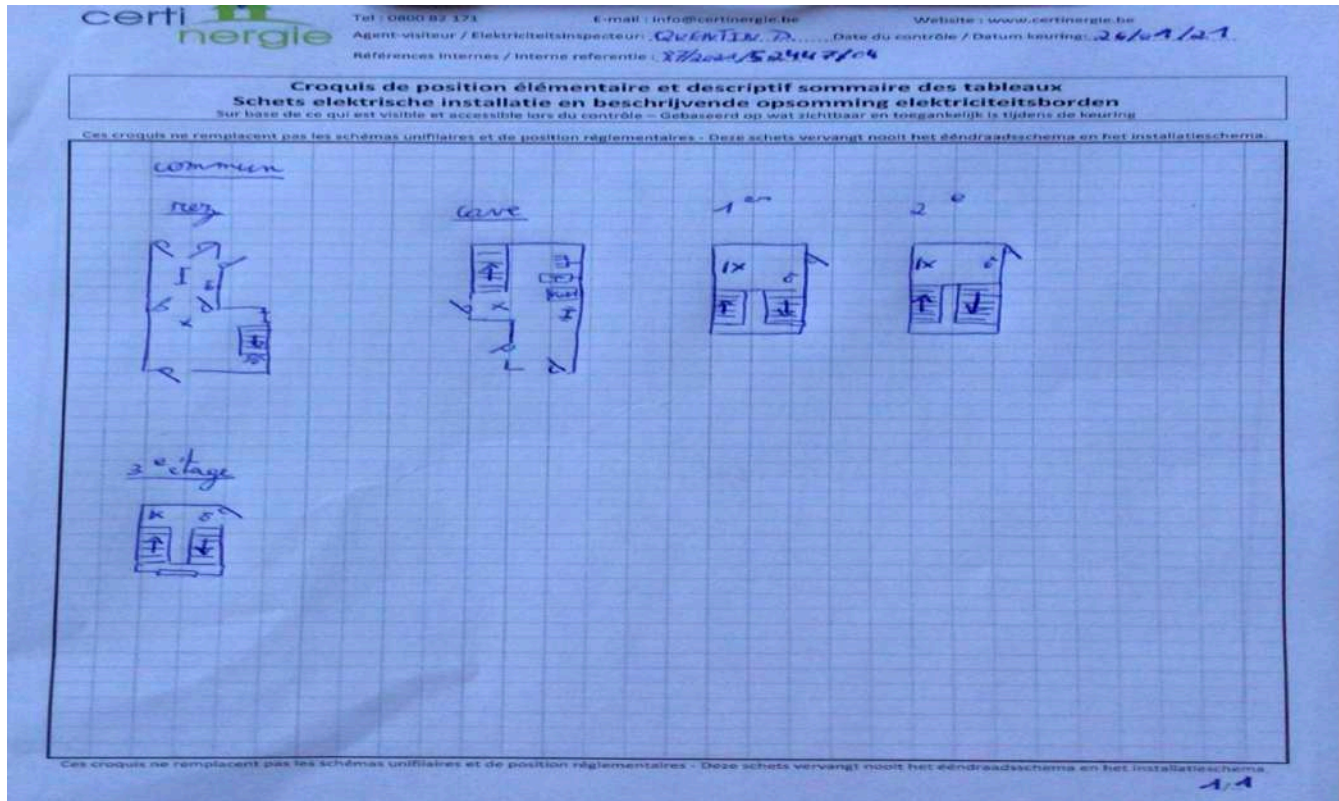 certi
nergie
Tel : 0800 82 171 E-mail : info@certinergie.be Website : www.certinergie.be
Agent-visiteur / Elektriciteitsinspecteur: QUENTIN D. Date du contrôle / Datum keuring: 26/01/21
Références internes / Interne referentie :
Croquis de position élémentaire et descriptif sommaire des tableaux
Schets elektrische installatie en beschrijvende opsomming elektriciteitsborden
Sur base de ce qui est visible et accessible lors du contrôle – Gebaseerd op wat zichtbaar en toegankelijk is tijdens de keuring
Ces croquis ne remplacent pas les schémas unifilaires et de position réglementaires - Deze schets vervangt nooit het ééndraadsschema en het installatieschema.
commun
rez cave 1er 2e
3e étage
Ces croquis ne remplacent pas les schémas unifilaires et de position réglementaires - Deze schets vervangt nooit het ééndraadsschema en het installatieschema.
1/1